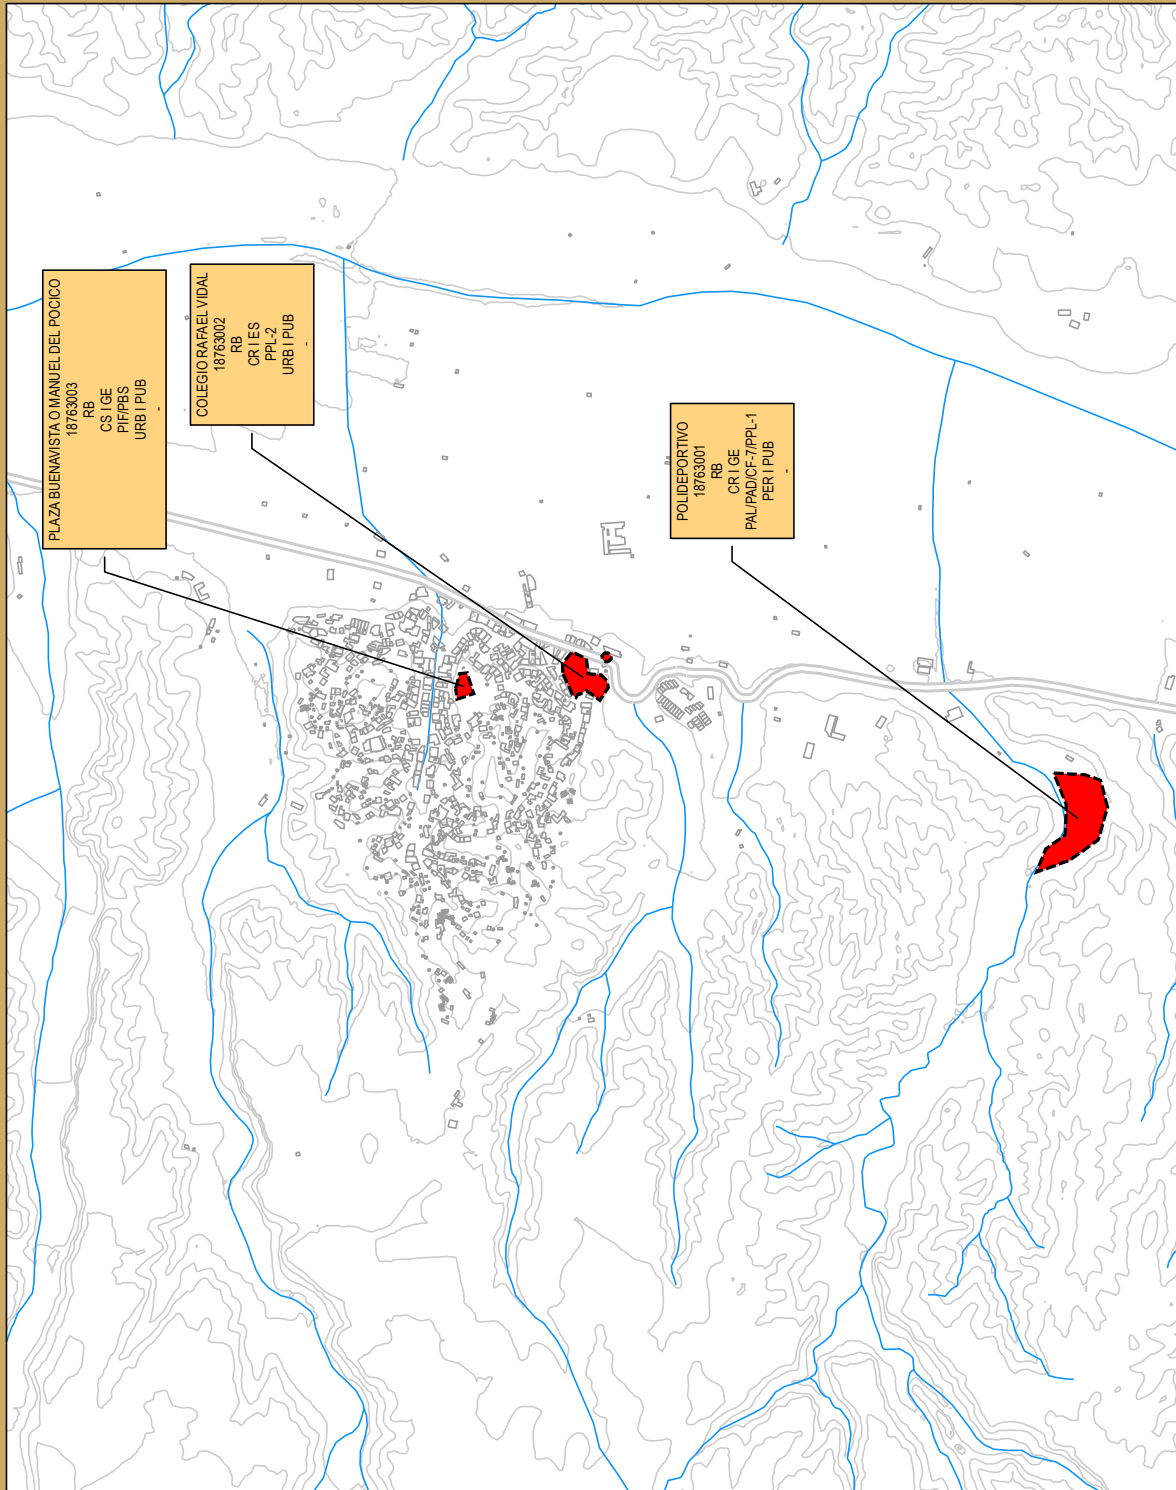 PLAZA BUENAVISTA O MANUEL DEL POCICO
18763003
RB
CS | GE
PIF/PBS
URB | PUB
-
COLEGIO RAFAEL VIDAL
18763002
RB
CR | ES
PPL-2
URB | PUB
-
POLIDEPORTIVO
18763001
RB
CR | GE
PAL/PAD/CF-7/PPL-1
PER | PUB
-